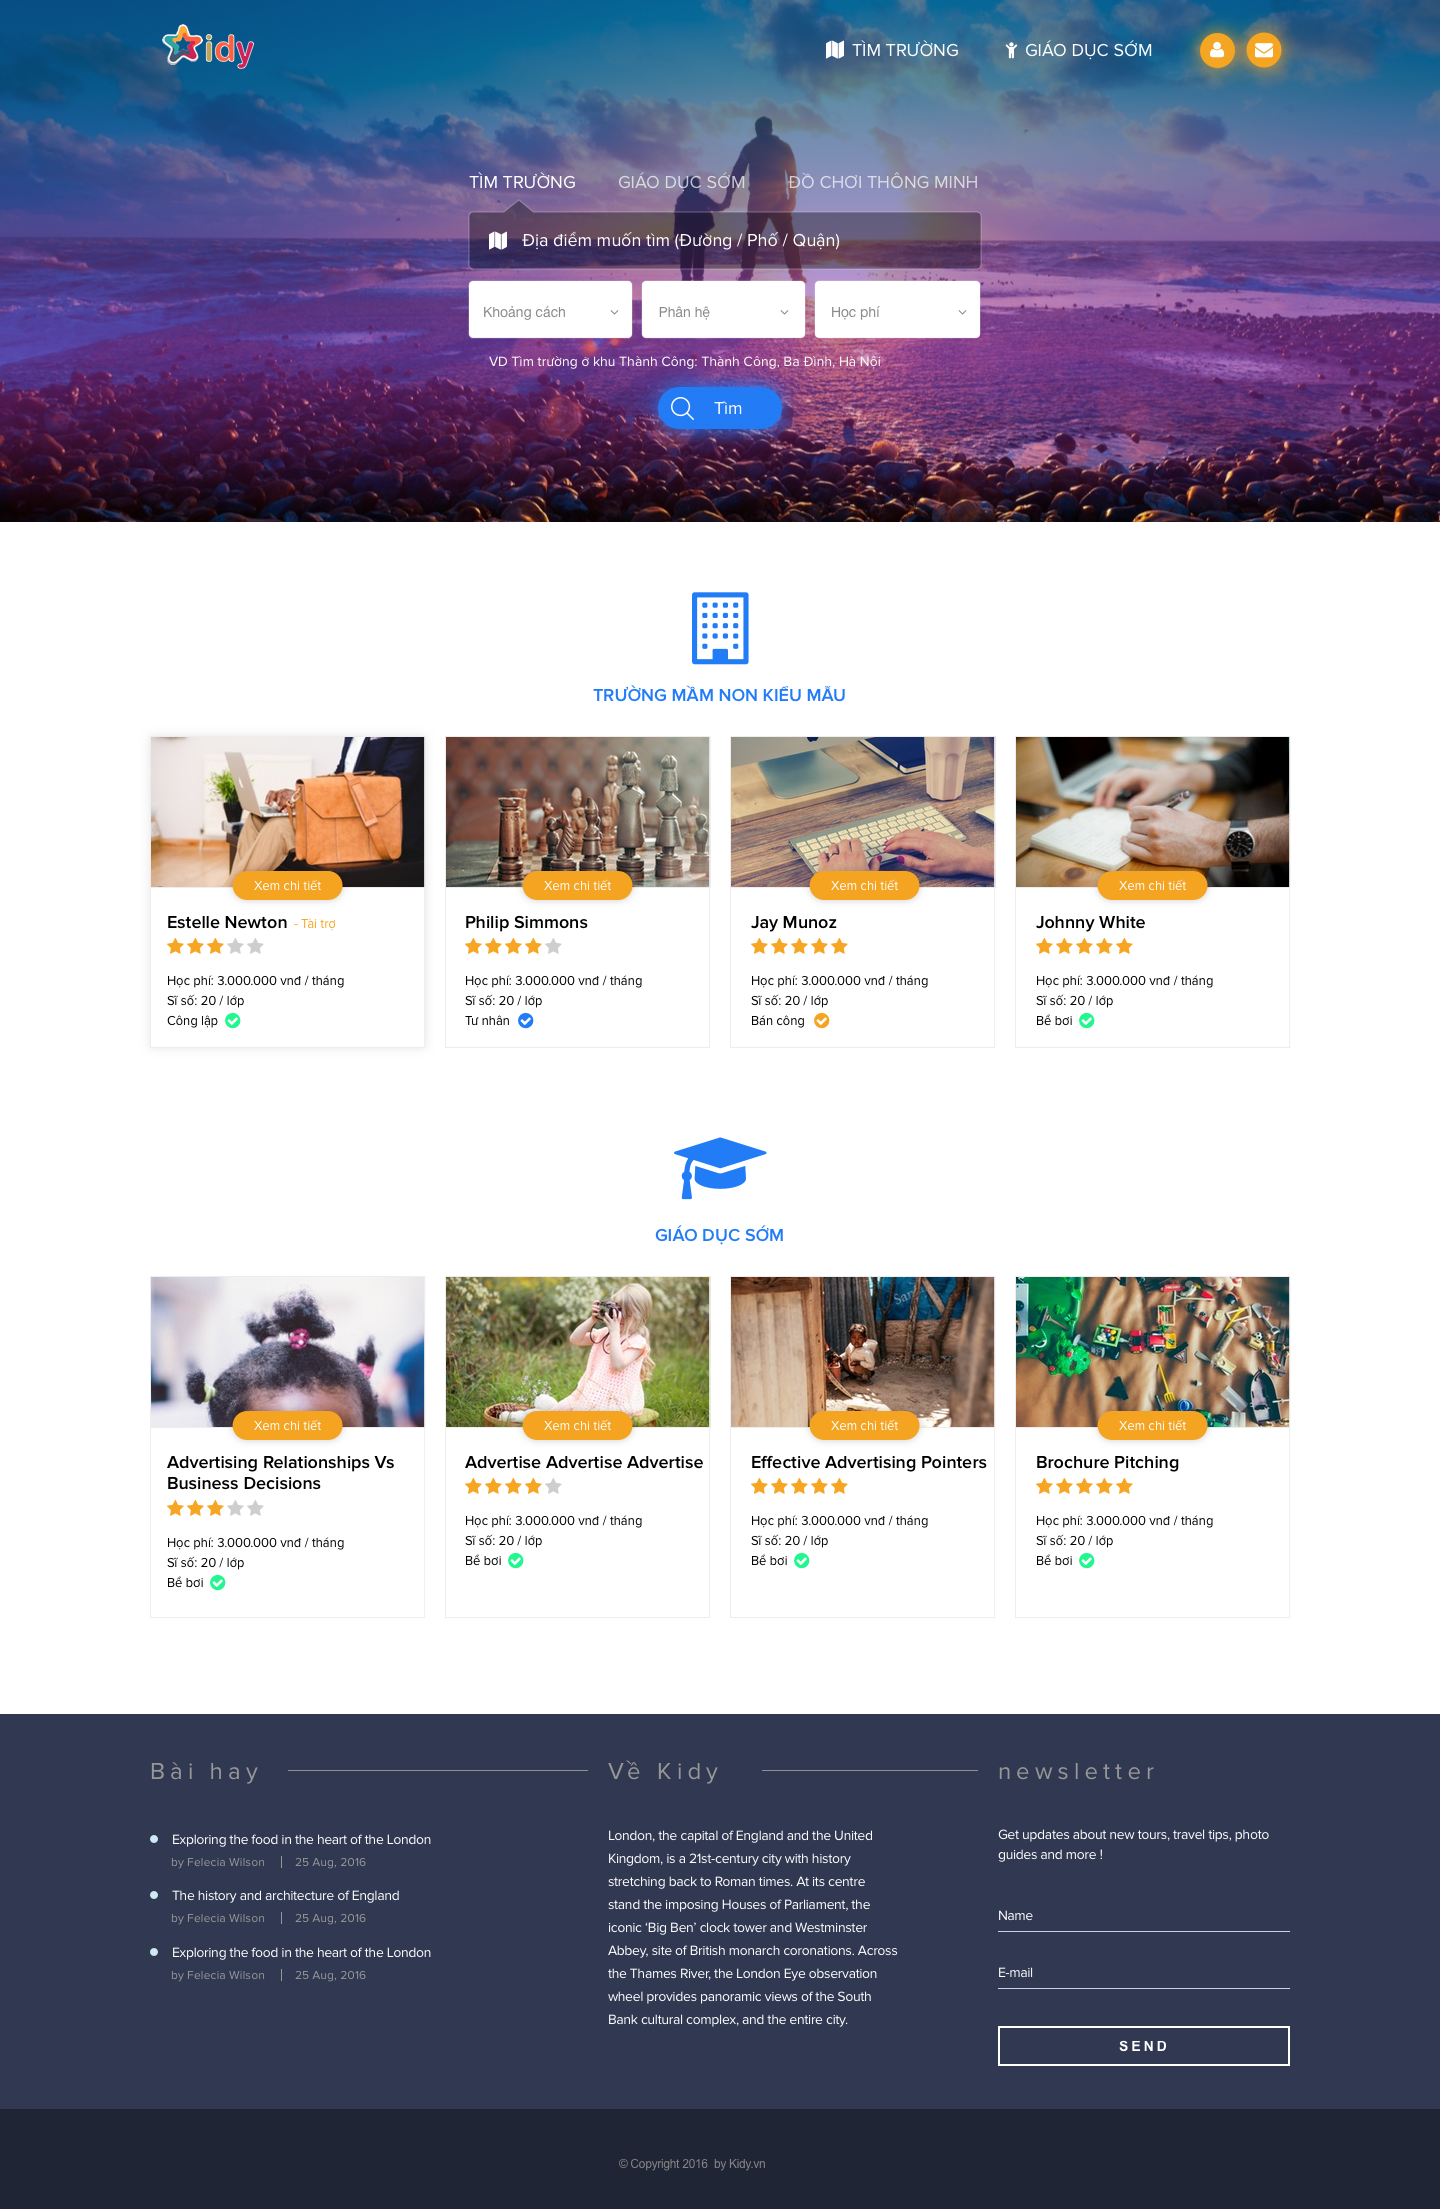 idy
TÌM TRƯỜNG
GIÁO DỤC SỚM
TÌM TRƯỜNG
GIÁO DỤC SỚM
ĐỒ CHƠI THÔNG MINH
Địa điểm muốn tìm (Đường / Phố / Quận)
Khoảng cách
Phân hệ
Học phí
VD Tìm trường ở khu Thành Công: Thành Công, Ba Đình, Hà Nội
Tìm
TRƯỜNG MẦM NON KIỂU MẪU
Xem chi tiết
Xem chi tiết
Xem chi tiết
Xem chi tiết
Estelle Newton - Tài trợ
Học phí: 3.000.000 vnđ / tháng
Sĩ số: 20 / lớp
Công lập
Philip Simmons
Học phí: 3.000.000 vnđ / tháng
Sĩ số: 20 / lớp
Tư nhân
Jay Munoz
Học phí: 3.000.000 vnđ / tháng
Sĩ số: 20 / lớp
Bán công
Johnny White
Học phí: 3.000.000 vnđ / tháng
Sĩ số: 20 / lớp
Bể bơi
GIÁO DỤC SỚM
Xem chi tiết
Xem chi tiết
Xem chi tiết
Xem chi tiết
Advertising Relationships Vs
Business Decisions
Học phí: 3.000.000 vnđ / tháng
Sĩ số: 20 / lớp
Bể bơi
Advertise Advertise Advertise
Học phí: 3.000.000 vnđ / tháng
Sĩ số: 20 / lớp
Bể bơi
Effective Advertising Pointers
Học phí: 3.000.000 vnđ / tháng
Sĩ số: 20 / lớp
Bể bơi
Brochure Pitching
Học phí: 3.000.000 vnđ / tháng
Sĩ số: 20 / lớp
Bể bơi
Bài hay
Exploring the food in the heart of the London
by Felecia Wilson | 25 Aug, 2016
The history and architecture of England
by Felecia Wilson | 25 Aug, 2016
Exploring the food in the heart of the London
by Felecia Wilson | 25 Aug, 2016
Về Kidy
London, the capital of England and the United
Kingdom, is a 21st-century city with history
stretching back to Roman times. At its centre
stand the imposing Houses of Parliament, the
iconic ‘Big Ben’ clock tower and Westminster
Abbey, site of British monarch coronations. Across
the Thames River, the London Eye observation
wheel provides panoramic views of the South
Bank cultural complex, and the entire city.
newsletter
Get updates about new tours, travel tips, photo
guides and more !
Name
E-mail
SEND
© Copyright 2016 by Kidy.vn